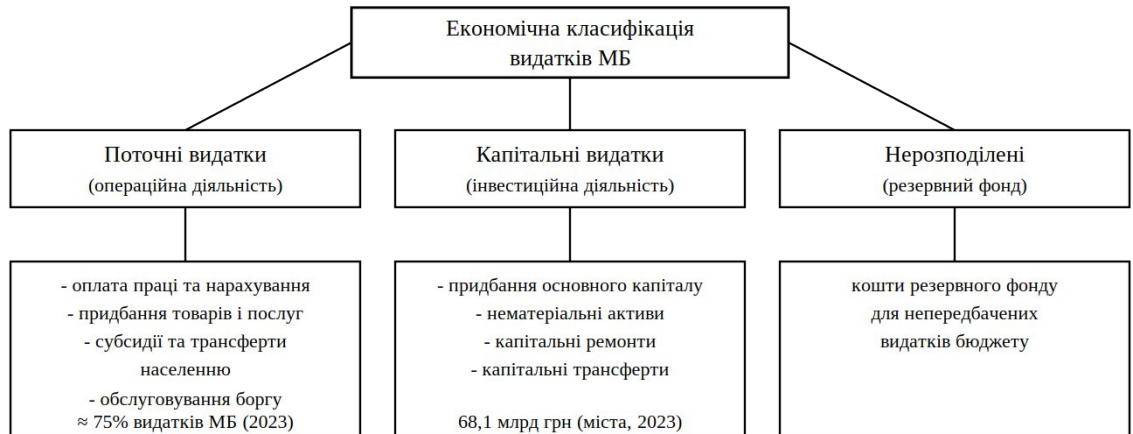 Економічна класифікація
видатків МБ
Поточні видатки
(операційна діяльність)
Капітальні видатки
(інвестиційна діяльність)
Нерозподілені
(резервний фонд)
- оплата праці та нарахування
- придбання товарів і послуг
- субсидії та трансферти
населенню
- обслуговування боргу
≈ 75% видатків МБ (2023)
- придбання основного капіталу
- нематеріальні активи
- капітальні ремонти
- капітальні трансферти
68,1 млрд грн (міста, 2023)
кошти резервного фонду
для непередбачених
видатків бюджету